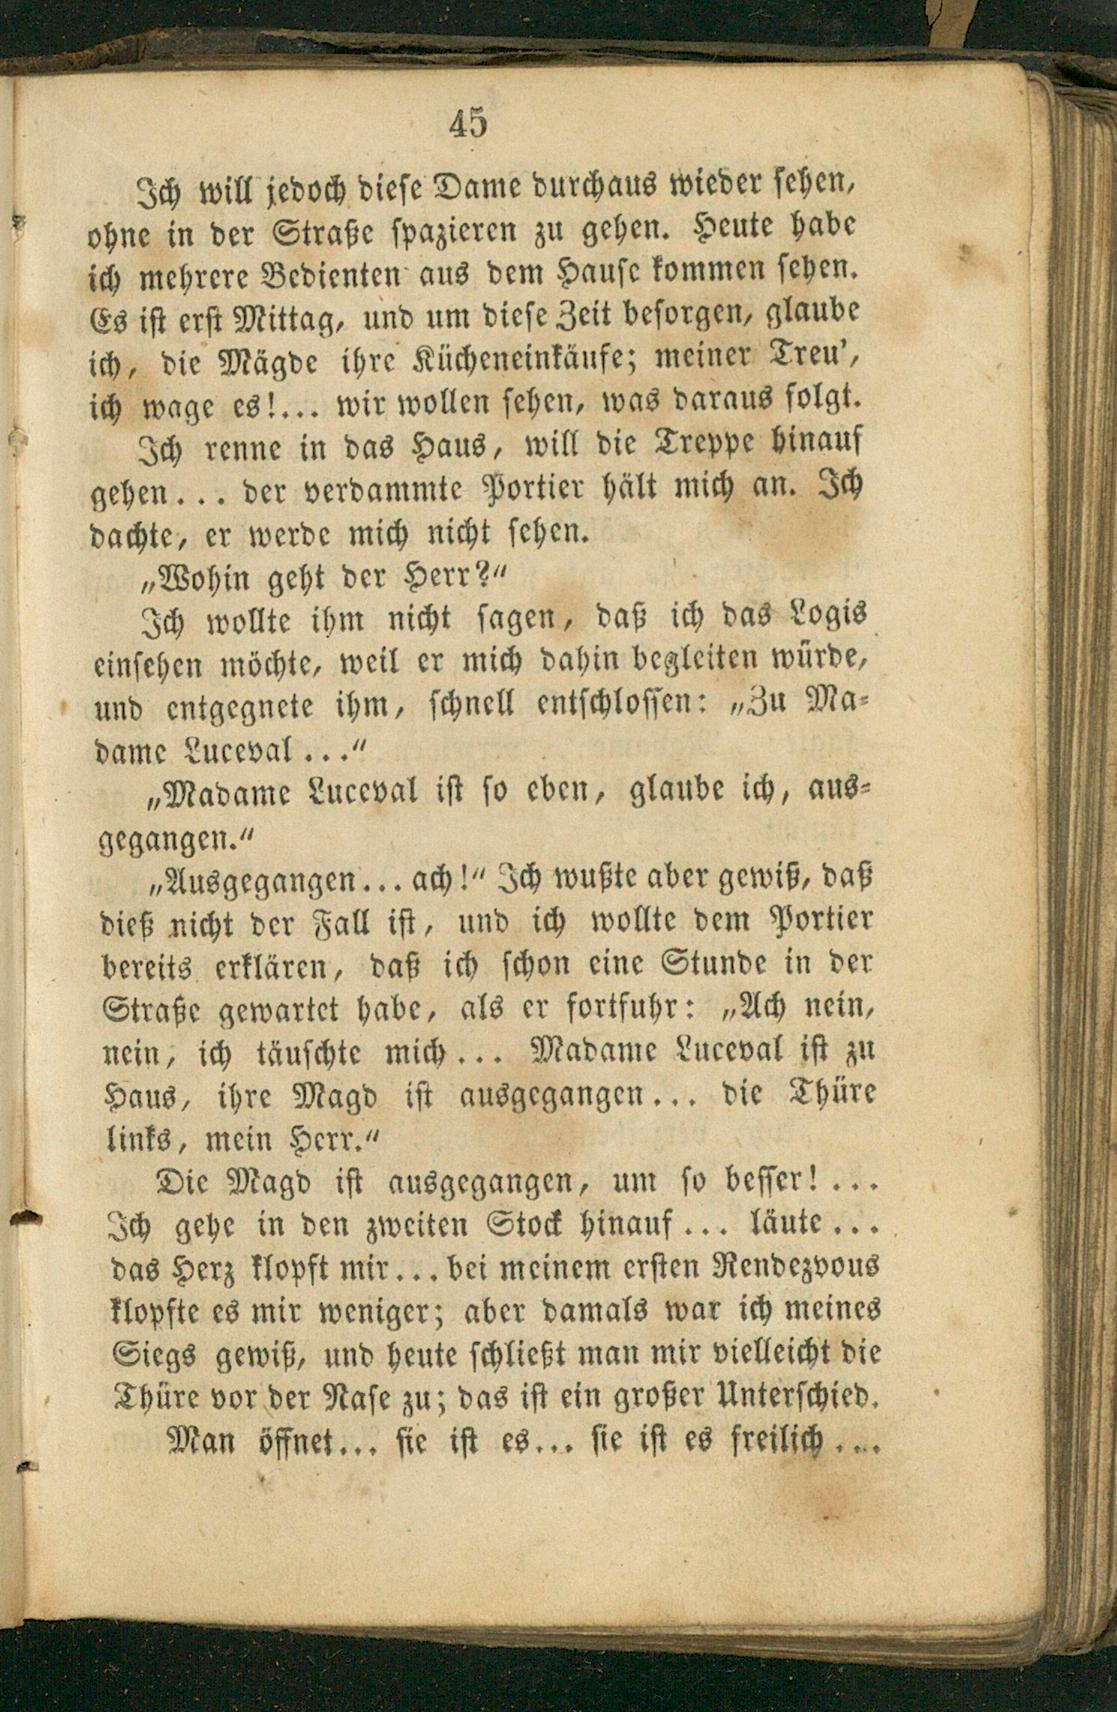 45
Ich will jedoch diese Dame durchaus wieder sehen,
ohne in der Straße spazieren zu gehen. Heute habe
ich mehrere Bedienten aus dem Hause kommen sehen.
Es ist erst Mittag, und um diese Zeit besorgen, glaube
ich, die Mägde ihre Kücheneinkäufe; meiner Treu’,
ich wage es!... wir wollen sehen, was daraus folgt.
Ich renne in das Haus, will die Treppe hinauf
gehen... der verdammte Portier hält mich an. Ich
dachte, er werde mich nicht sehen.
„Wohin geht der Herr?“
Ich wollte ihm nicht sagen, daß ich das Logis
einsehen möchte, weil er mich dahin begleiten würde,
und entgegnete ihm, schnell entschlossen: „Zu Ma-
dame Luceval...“
„Madame Luceval ist so eben, glaube ich, aus-
gegangen.“
„Ausgegangen... ach!“ Ich wußte aber gewiß, daß
dieß nicht der Fall ist, und ich wollte dem Portier
bereits erklären, daß ich schon eine Stunde in der
Straße gewartet habe, als er fortfuhr: „Ach nein,
nein, ich täuschte mich... Madame Luceval ist zu
Haus, ihre Magd ist ausgegangen... die Thüre
links, mein Herr.“
Die Magd ist ausgegangen, um so besser!...
Ich gehe in den zweiten Stock hinauf... läute...
das Herz klopft mir... bei meinem ersten Rendezvous
klopfte es mir weniger; aber damals war ich meines
Siegs gewiß, und heute schließt man mir vielleicht die
Thüre vor der Nase zu; das ist ein großer Unterschied.
Man öffnet... sie ist es... sie ist es freilich....